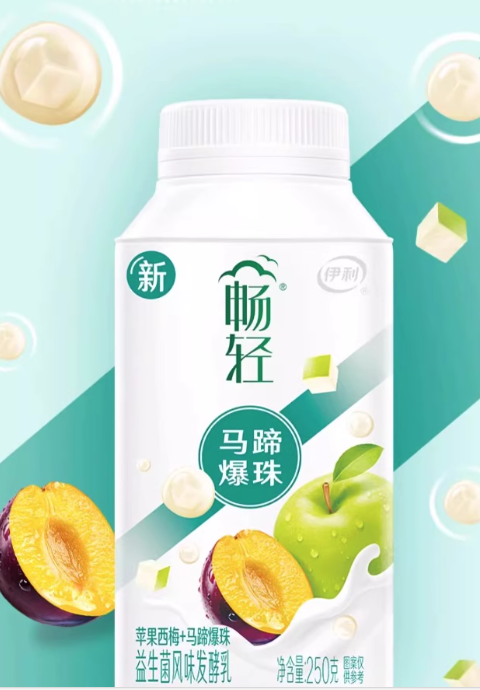 新
伊利
畅轻®
马蹄
爆珠
苹果西梅+马蹄爆珠
益生菌风味发酵乳
净含量:250克
图案仅
供参考